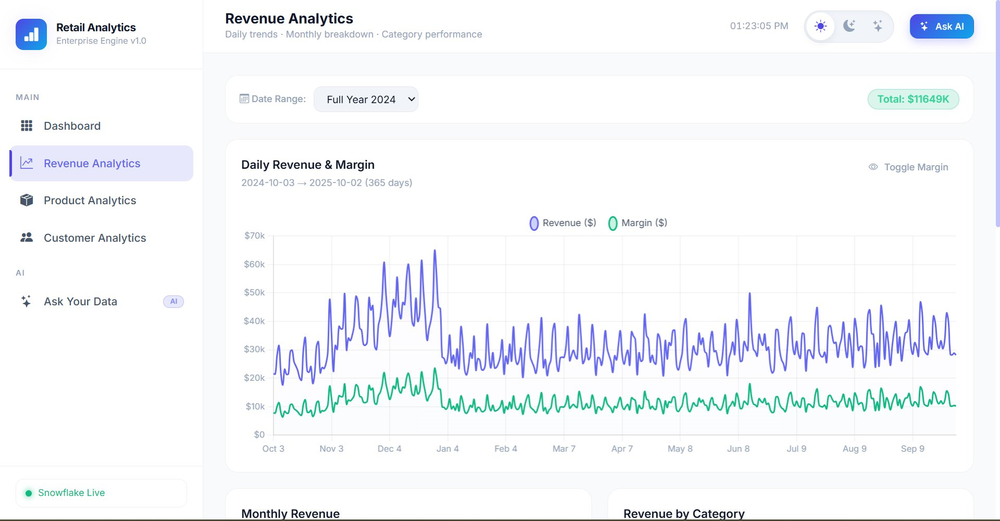 Retail Analytics
Enterprise Engine v1.0
MAIN
Dashboard
Revenue Analytics
Product Analytics
Customer Analytics
AI
Ask Your Data AI
Snowflake Live
Revenue Analytics
Daily trends · Monthly breakdown · Category performance
01:23:05 PM
Ask AI
Date Range: Full Year 2024
Total: $11649K
Daily Revenue & Margin
2024-10-03 → 2025-10-02 (365 days)
Toggle Margin
Revenue ($) Margin ($)
$70k
$60k
$50k
$40k
$30k
$20k
$10k
$0
Oct 3 Nov 3 Dec 4 Jan 4 Feb 4 Mar 7 Apr 7 May 8 Jun 8 Jul 9 Aug 9 Sep 9
Monthly Revenue
Revenue by Category